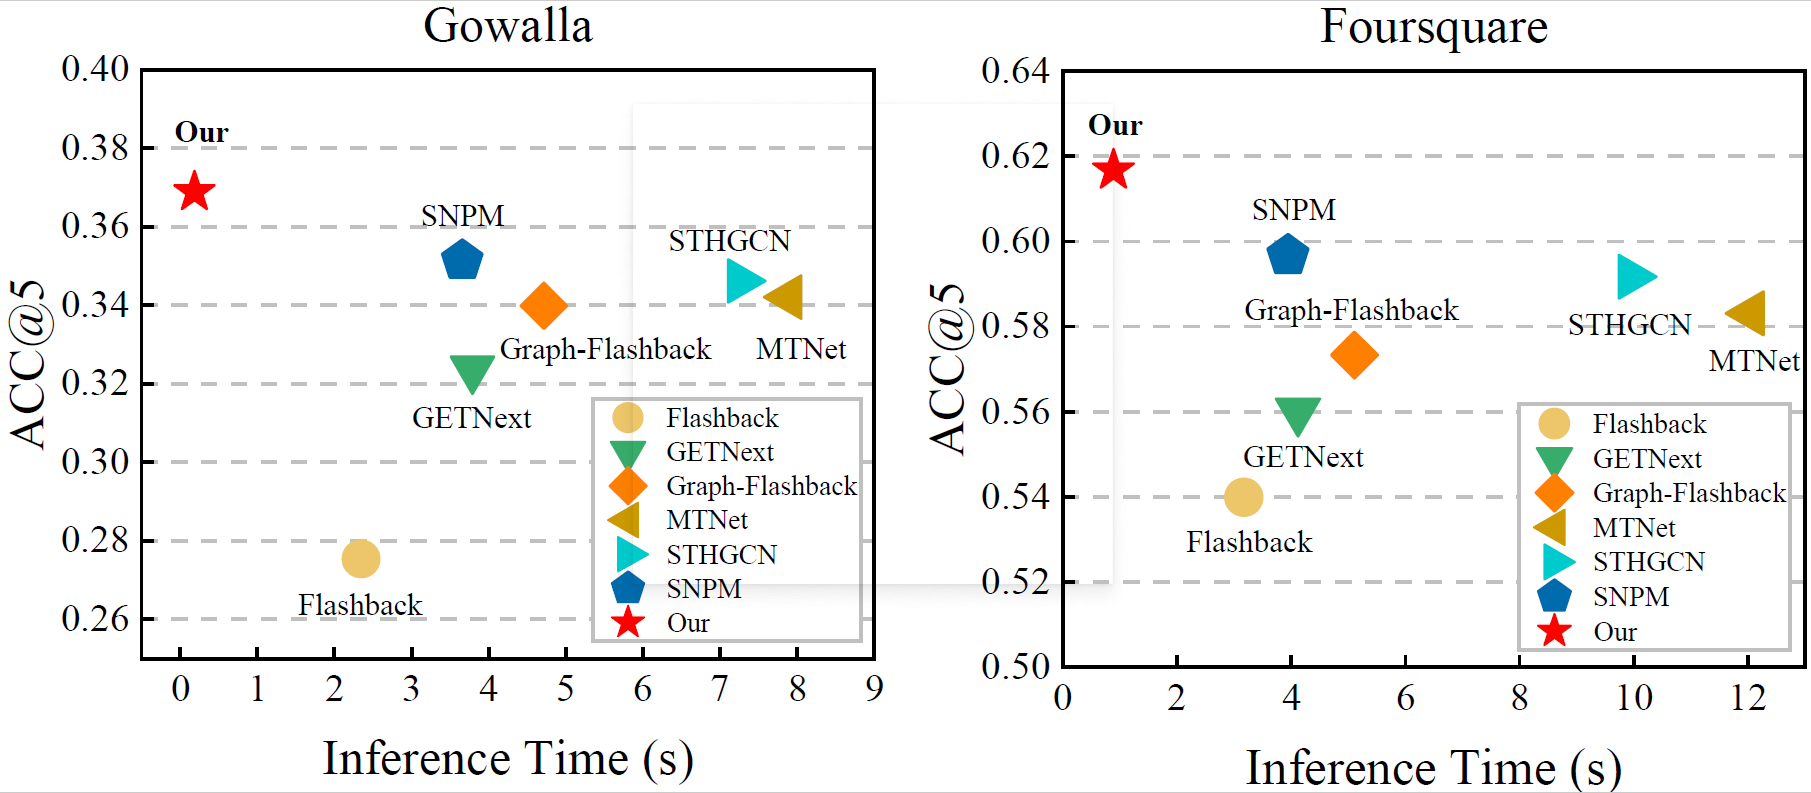 Gowalla
0.40
0.38
0.36
0.34
0.32
0.30
0.28
0.26
ACC@5
Our
SNPM
STHGCN
Graph-Flashback
MTNet
GETNext
Flashback
Flashback
GETNext
Graph-Flashback
MTNet
STHGCN
SNPM
Our
0 1 2 3 4 5 6 7 8 9
Inference Time (s)
Foursquare
0.64
0.62
0.60
0.58
0.56
0.54
0.52
0.50
ACC@5
Our
SNPM
Graph-Flashback
STHGCN
MTNet
GETNext
Flashback
Flashback
GETNext
Graph-Flashback
MTNet
STHGCN
SNPM
Our
0 2 4 6 8 10 12
Inference Time (s)